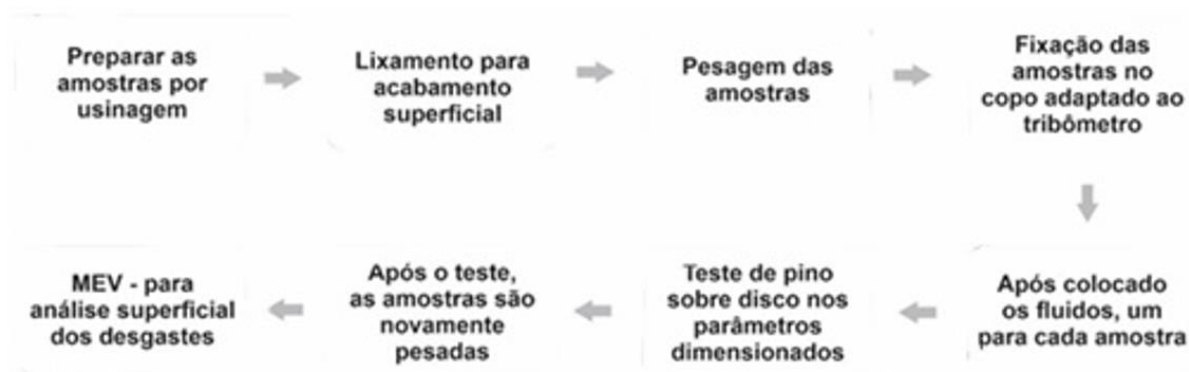 Preparar as
amostras por
usinagem
Lixamento para
acabamento
superficial
Pesagem das
amostras
Fixação das
amostras no
copo adaptado ao
tribômetro
Após colocado
os fluidos, um
para cada amostra
Teste de pino
sobre disco nos
parâmetros
dimensionados
Após o teste,
as amostras são
novamente
pesadas
MEV - para
análise superficial
dos desgastes